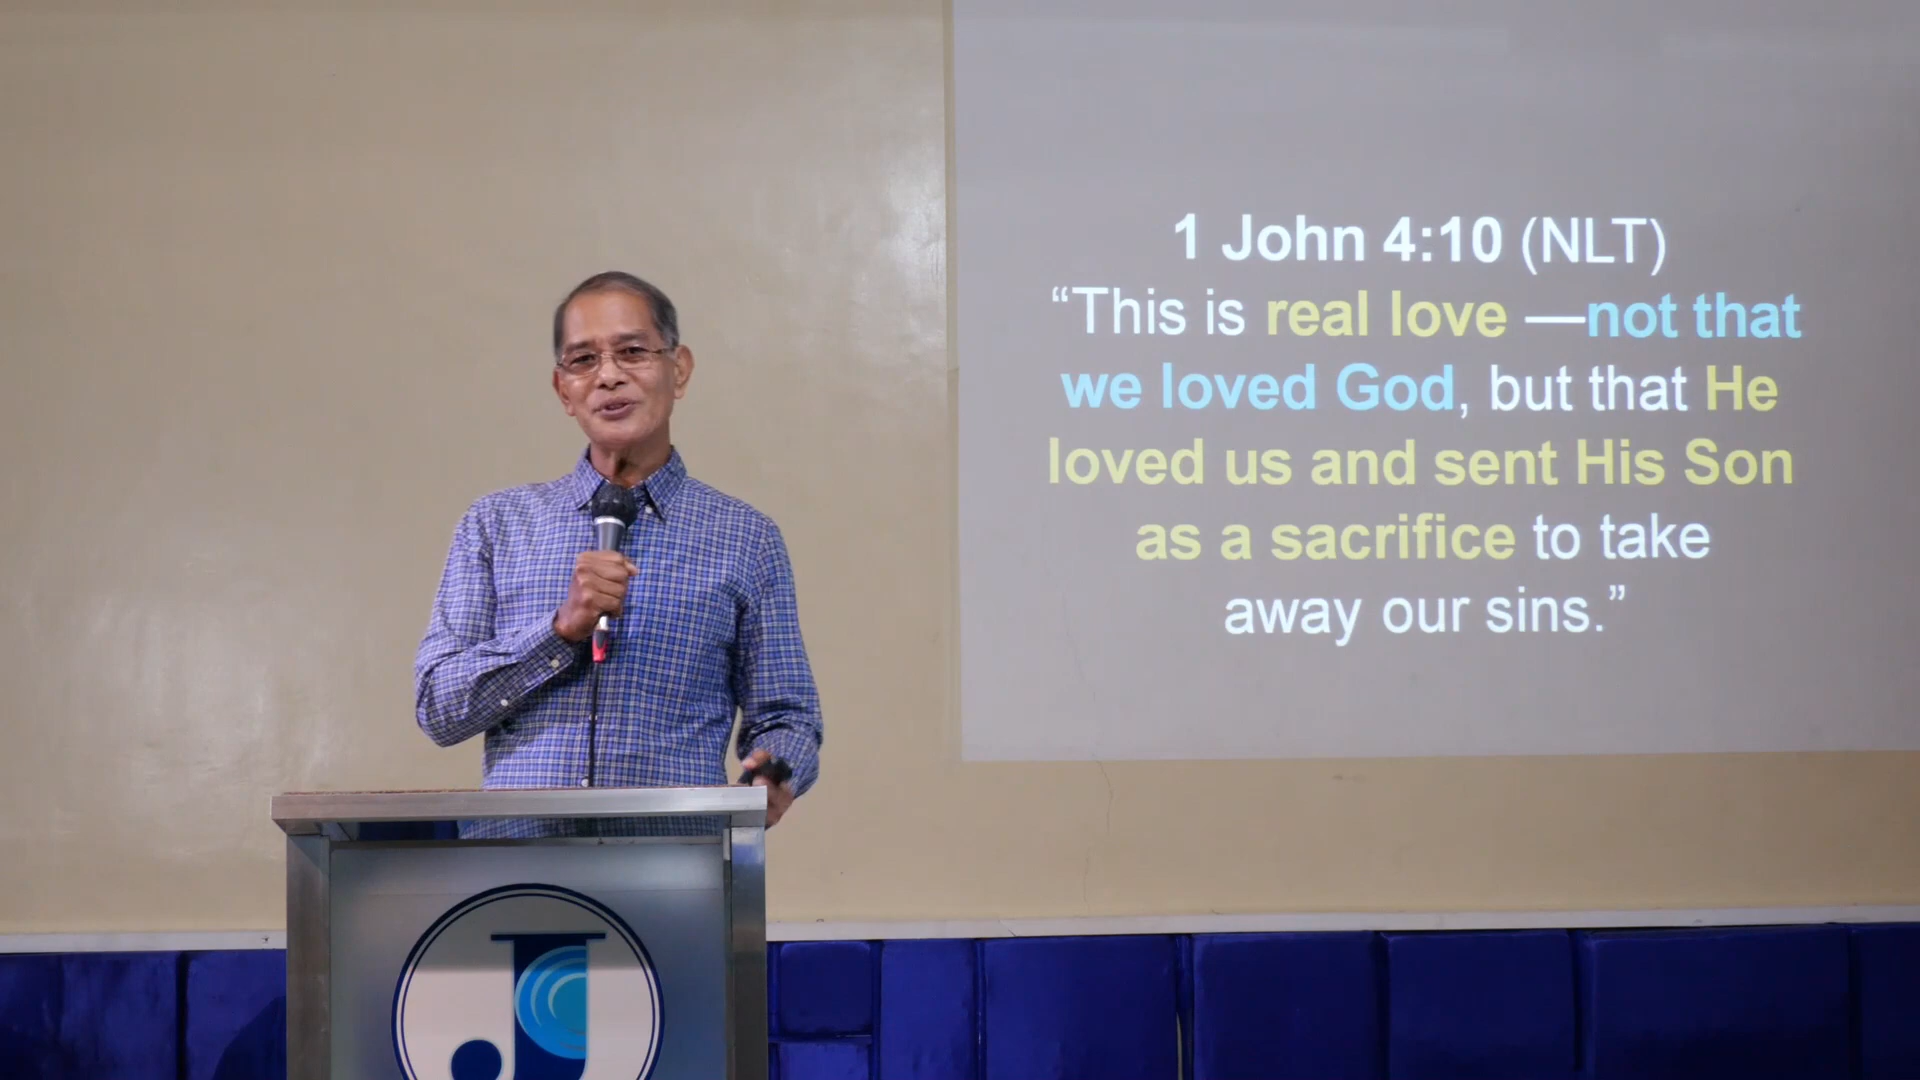 1 John 4:10 (NLT)
“This is real love —not that
we loved God, but that He
loved us and sent His Son
as a sacrifice to take
away our sins.”
J